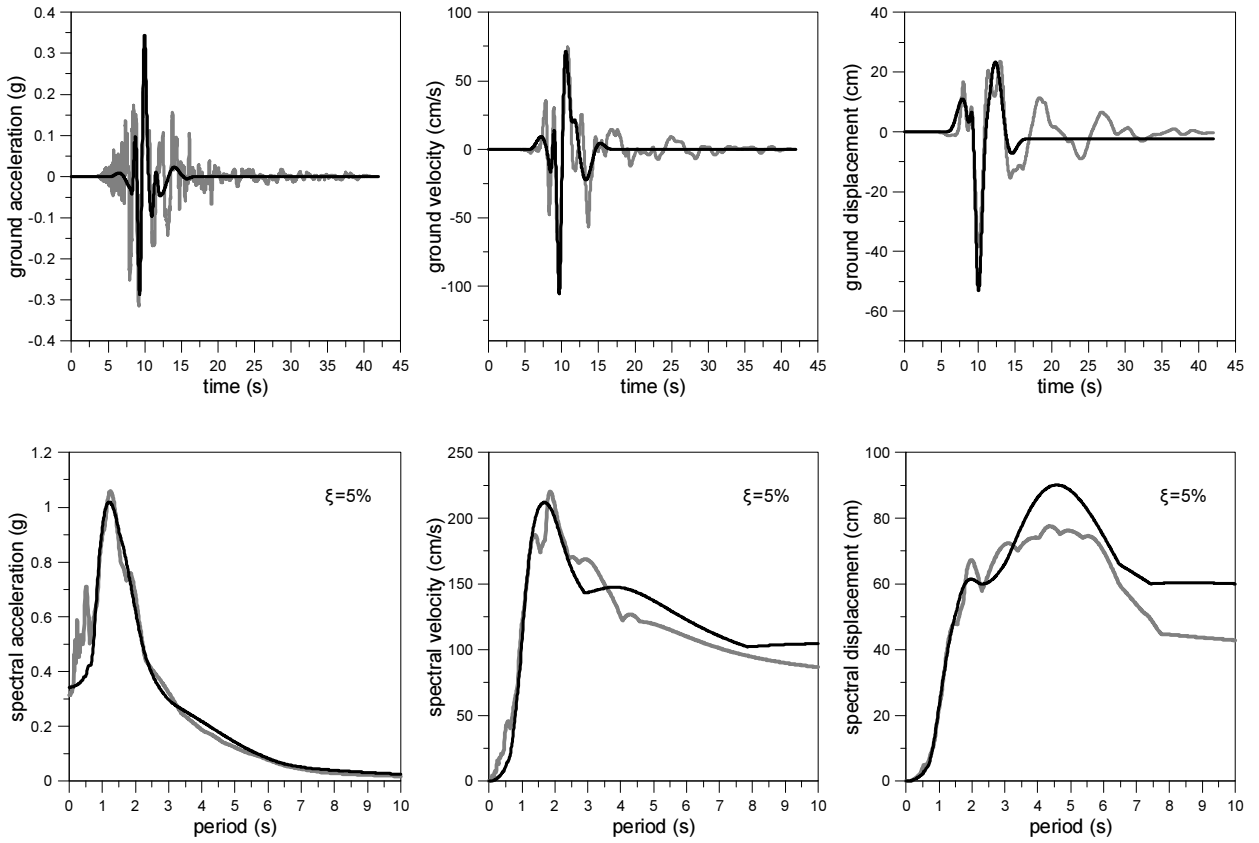 0.4
0.3
0.2
0.1
0
-0.1
-0.2
-0.3
-0.4
ground acceleration (g)
0 5 10 15 20 25 30 35 40 45
time (s)
100
50
0
-50
-100
ground velocity (cm/s)
0 5 10 15 20 25 30 35 40 45
time (s)
40
20
0
-20
-40
-60
ground displacement (cm)
0 5 10 15 20 25 30 35 40 45
time (s)
1.2
1
0.8
0.6
0.4
0.2
0
spectral acceleration (g)
ξ=5%
0 1 2 3 4 5 6 7 8 9 10
period (s)
250
200
150
100
50
0
spectral velocity (cm/s)
ξ=5%
0 1 2 3 4 5 6 7 8 9 10
period (s)
100
80
60
40
20
0
spectral displacement (cm)
ξ=5%
0 1 2 3 4 5 6 7 8 9 10
period (s)